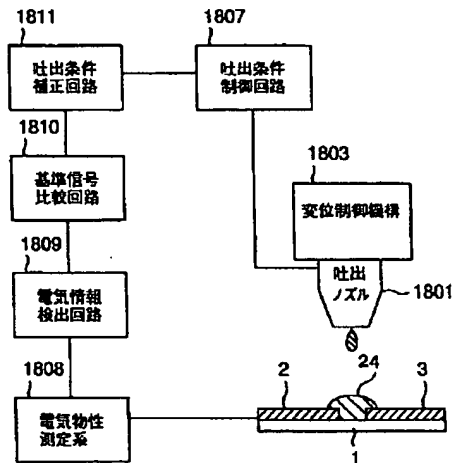 1811
吐出条件
補正回路
1807
吐出条件
制御回路
1810
基準信号
比較回路
1803
変位制御機構
1809
電気情報
検出回路
吐出
ノズル
1801
1808
電気物性
測定系
2
24
3
1